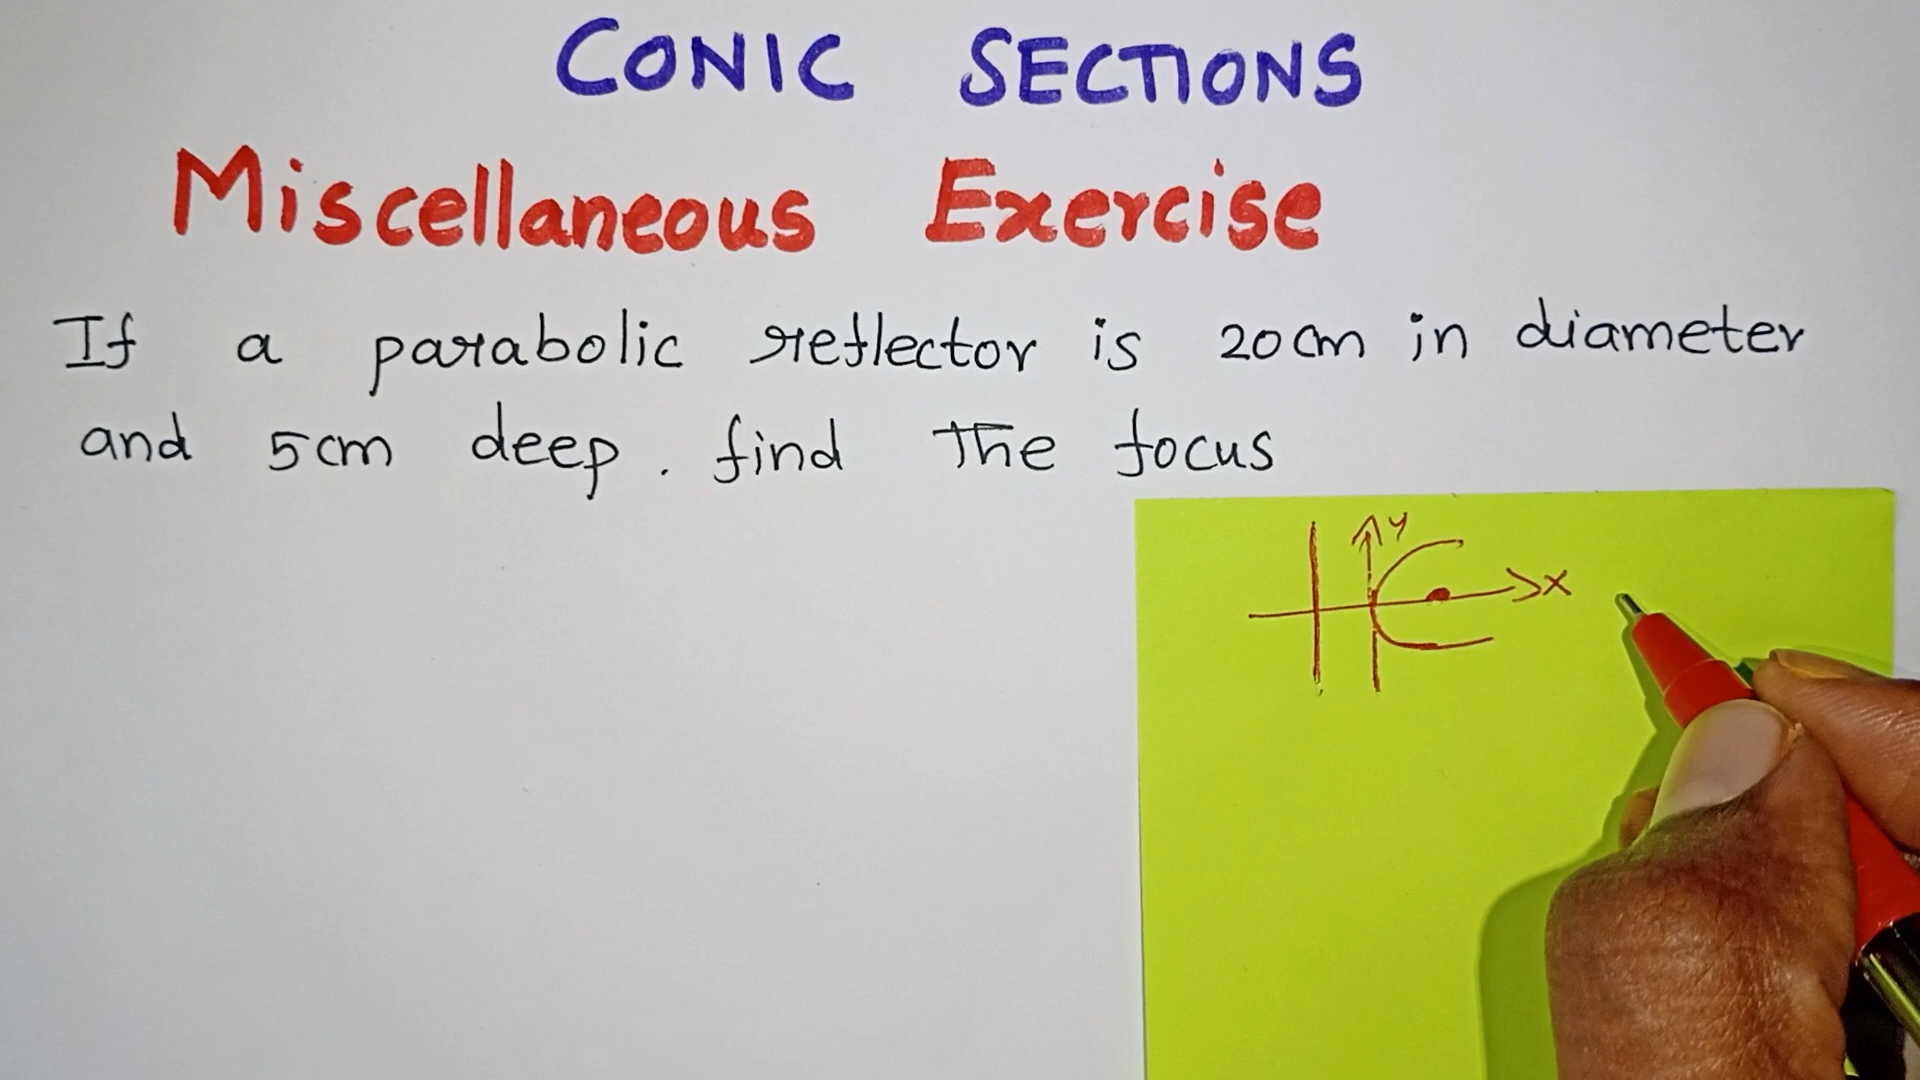 CONIC SECTIONS
Miscellaneous Exercise
If a parabolic reflector is 20cm in diameter
and 5cm deep. find The focus
Y
X